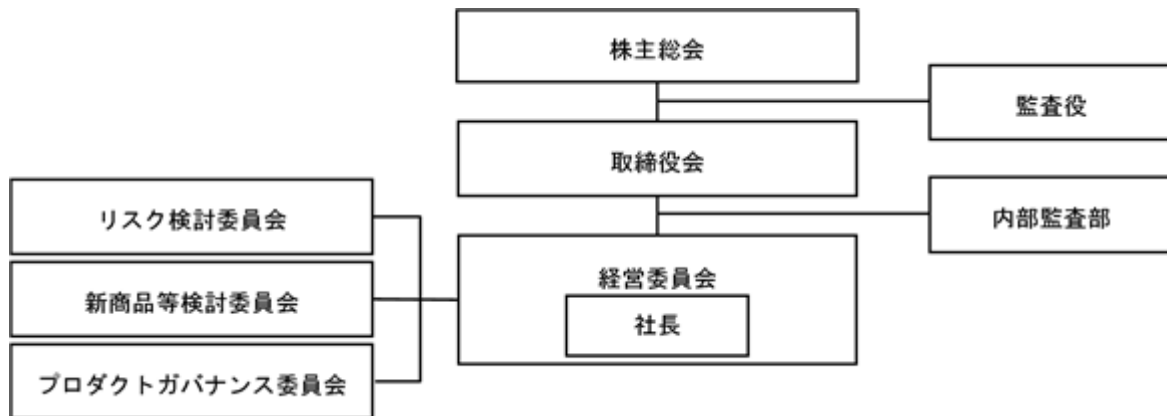 株主総会
監査役
取締役会
リスク検討委員会
内部監査部
経営委員会
新商品等検討委員会
社長
プロダクトガバナンス委員会